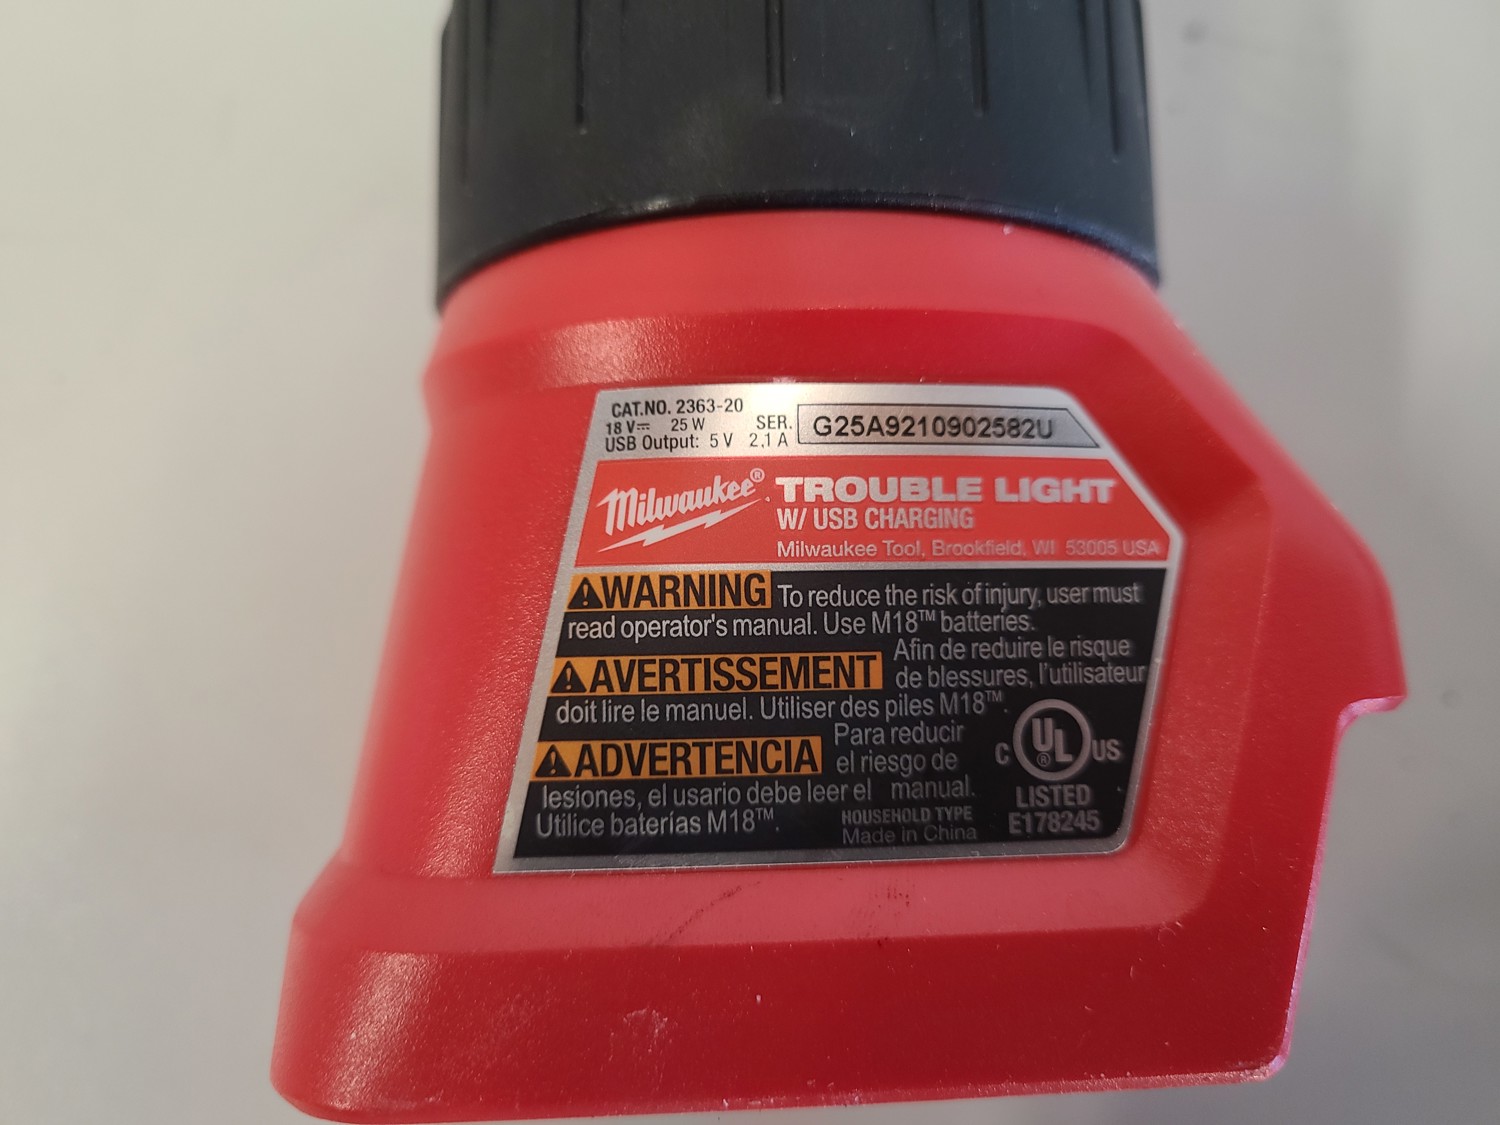 CAT.NO. 2363-20
18 V⎓ 25 W SER. G25A9210902582U
USB Output: 5 V 2.1 A
Milwaukee® TROUBLE LIGHT
W/ USB CHARGING
Milwaukee Tool, Brookfield, WI 53005 USA
⚠WARNING To reduce the risk of injury, user must
read operator's manual. Use M18™ batteries.
⚠AVERTISSEMENT Afin de reduire le risque
de blessures, l'utilisateur
doit lire le manuel. Utiliser des piles M18™.
⚠ADVERTENCIA Para reducir
el riesgo de
lesiones, el usario debe leer el manual.
Utilice baterías M18™.
HOUSEHOLD TYPE
Made in China
C UL® US
LISTED
E178245